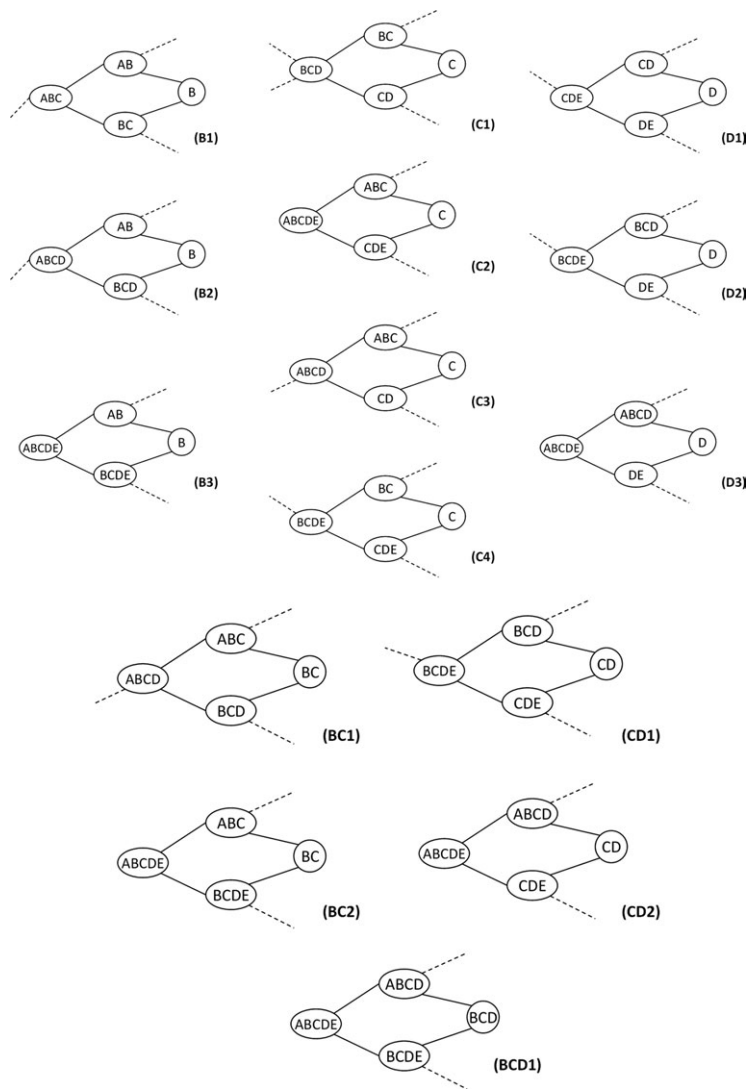 AB
ABC
B
BC
(B1)
BC
BCD
C
CD
(C1)
CD
CDE
D
DE
(D1)
AB
ABCD
B
BCD
(B2)
ABC
ABCDE
C
CDE
(C2)
BCD
BCDE
D
DE
(D2)
ABC
ABCD
C
CD
(C3)
AB
ABCDE
B
BCDE
(B3)
ABCD
ABCDE
D
DE
(D3)
BC
BCDE
C
CDE
(C4)
ABC
ABCD
BC
BCD
(BC1)
BCD
BCDE
CD
CDE
(CD1)
ABC
ABCDE
BC
BCDE
(BC2)
ABCD
ABCDE
CD
CDE
(CD2)
ABCD
ABCDE
BCD
BCDE
(BCD1)